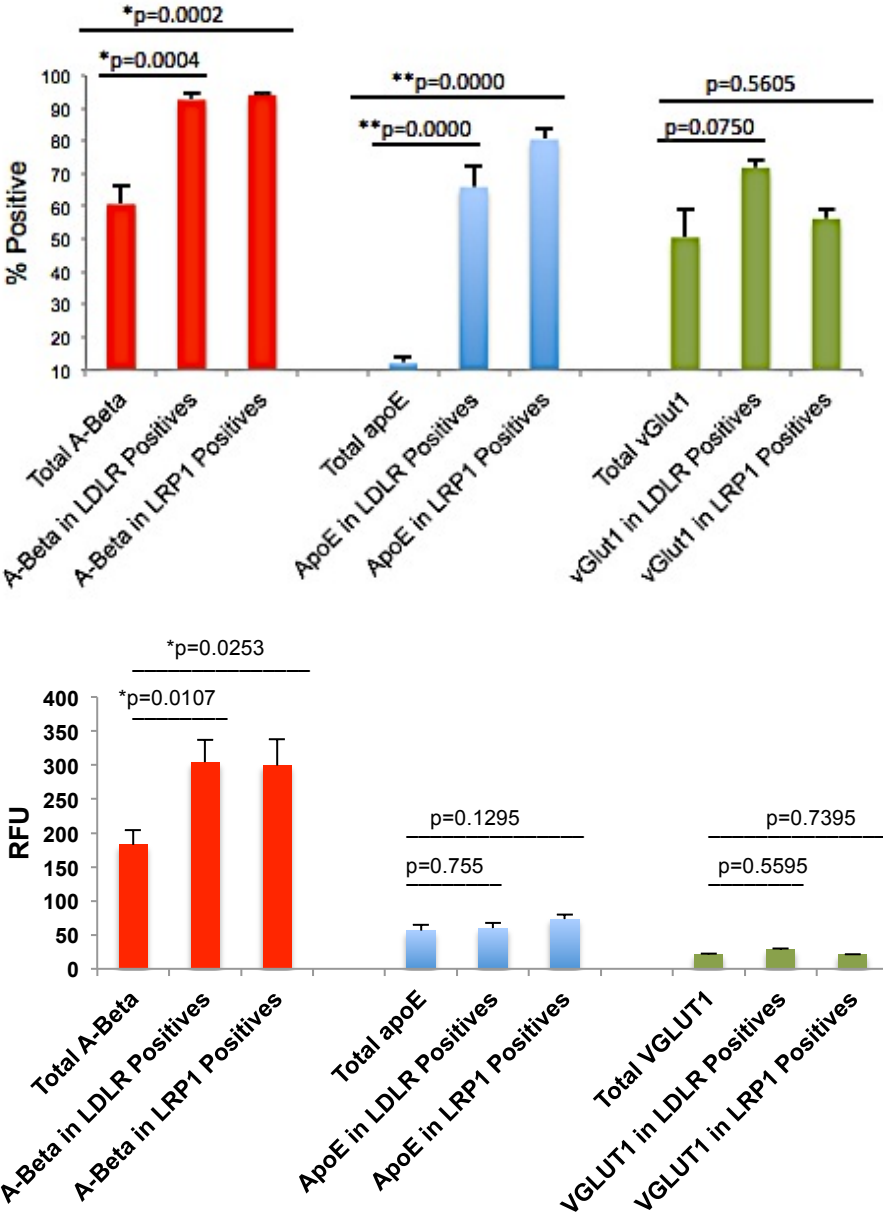 *p=0.0002
*p=0.0004
**p=0.0000
**p=0.0000
p=0.5605
p=0.0750
% Positive
100
90
80
70
60
50
40
30
20
10
Total A-Beta
A-Beta in LDLR Positives
A-Beta in LRP1 Positives
Total apoE
ApoE in LDLR Positives
ApoE in LRP1 Positives
Total vGlut1
vGlut1 in LDLR Positives
vGlut1 in LRP1 Positives
*p=0.0253
*p=0.0107
p=0.1295
p=0.755
p=0.7395
p=0.5595
RFU
400
350
300
250
200
150
100
50
0
Total A-Beta
A-Beta in LDLR Positives
A-Beta in LRP1 Positives
Total apoE
ApoE in LDLR Positives
ApoE in LRP1 Positives
Total VGLUT1
VGLUT1 in LDLR Positives
VGLUT1 in LRP1 Positives